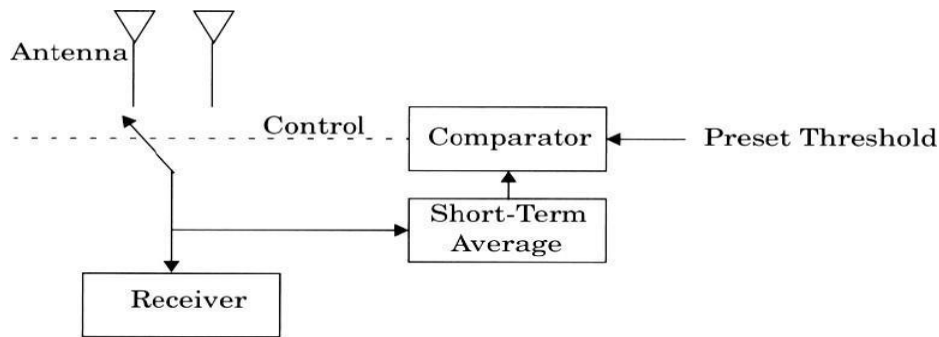 Antenna
Control
Comparator
Preset Threshold
Short-Term
Average
Receiver